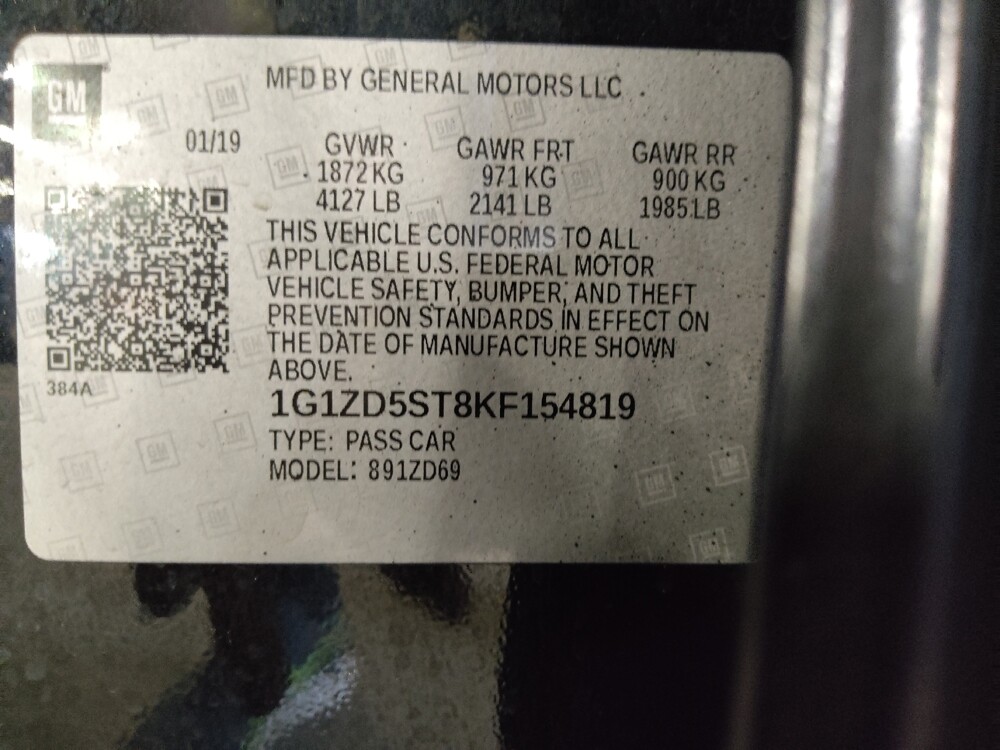 GM
MFD BY GENERAL MOTORS LLC
01/19 GVWR GAWR FRT GAWR RR
1872 KG 971 KG 900 KG
4127 LB 2141 LB 1985 LB
THIS VEHICLE CONFORMS TO ALL
APPLICABLE U.S. FEDERAL MOTOR
VEHICLE SAFETY, BUMPER, AND THEFT
PREVENTION STANDARDS IN EFFECT ON
THE DATE OF MANUFACTURE SHOWN
ABOVE.
384A
1G1ZD5ST8KF154819
TYPE: PASS CAR
MODEL: 891ZD69